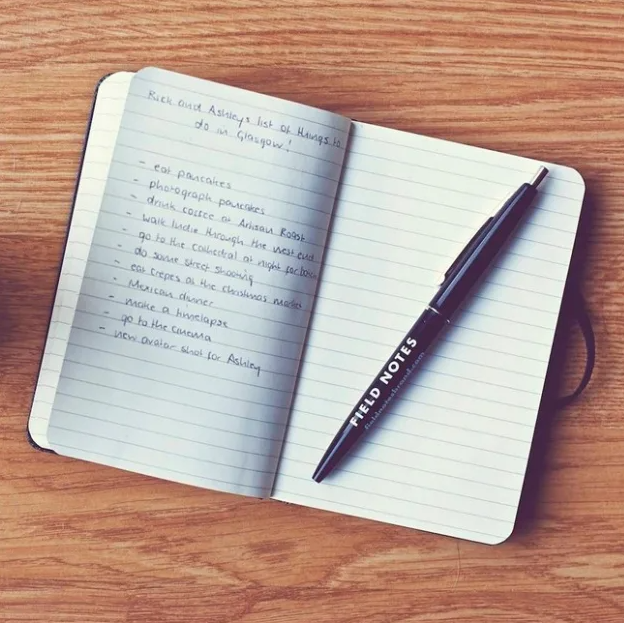 Rick and Ashleys list of things to
do in Glasgow!
- eat pancakes
- photograph pancakes
- drink coffee at Artisan Roast
- walk Indie through the west end
- go to the cathedral at night for
- do some street shooting
- eat crepes at the christmas market
- Mexican dinner
- make a timelapse
- go to the cinema
- new avatar shot for Ashley
FIELD NOTES
fieldnotesbrand.com